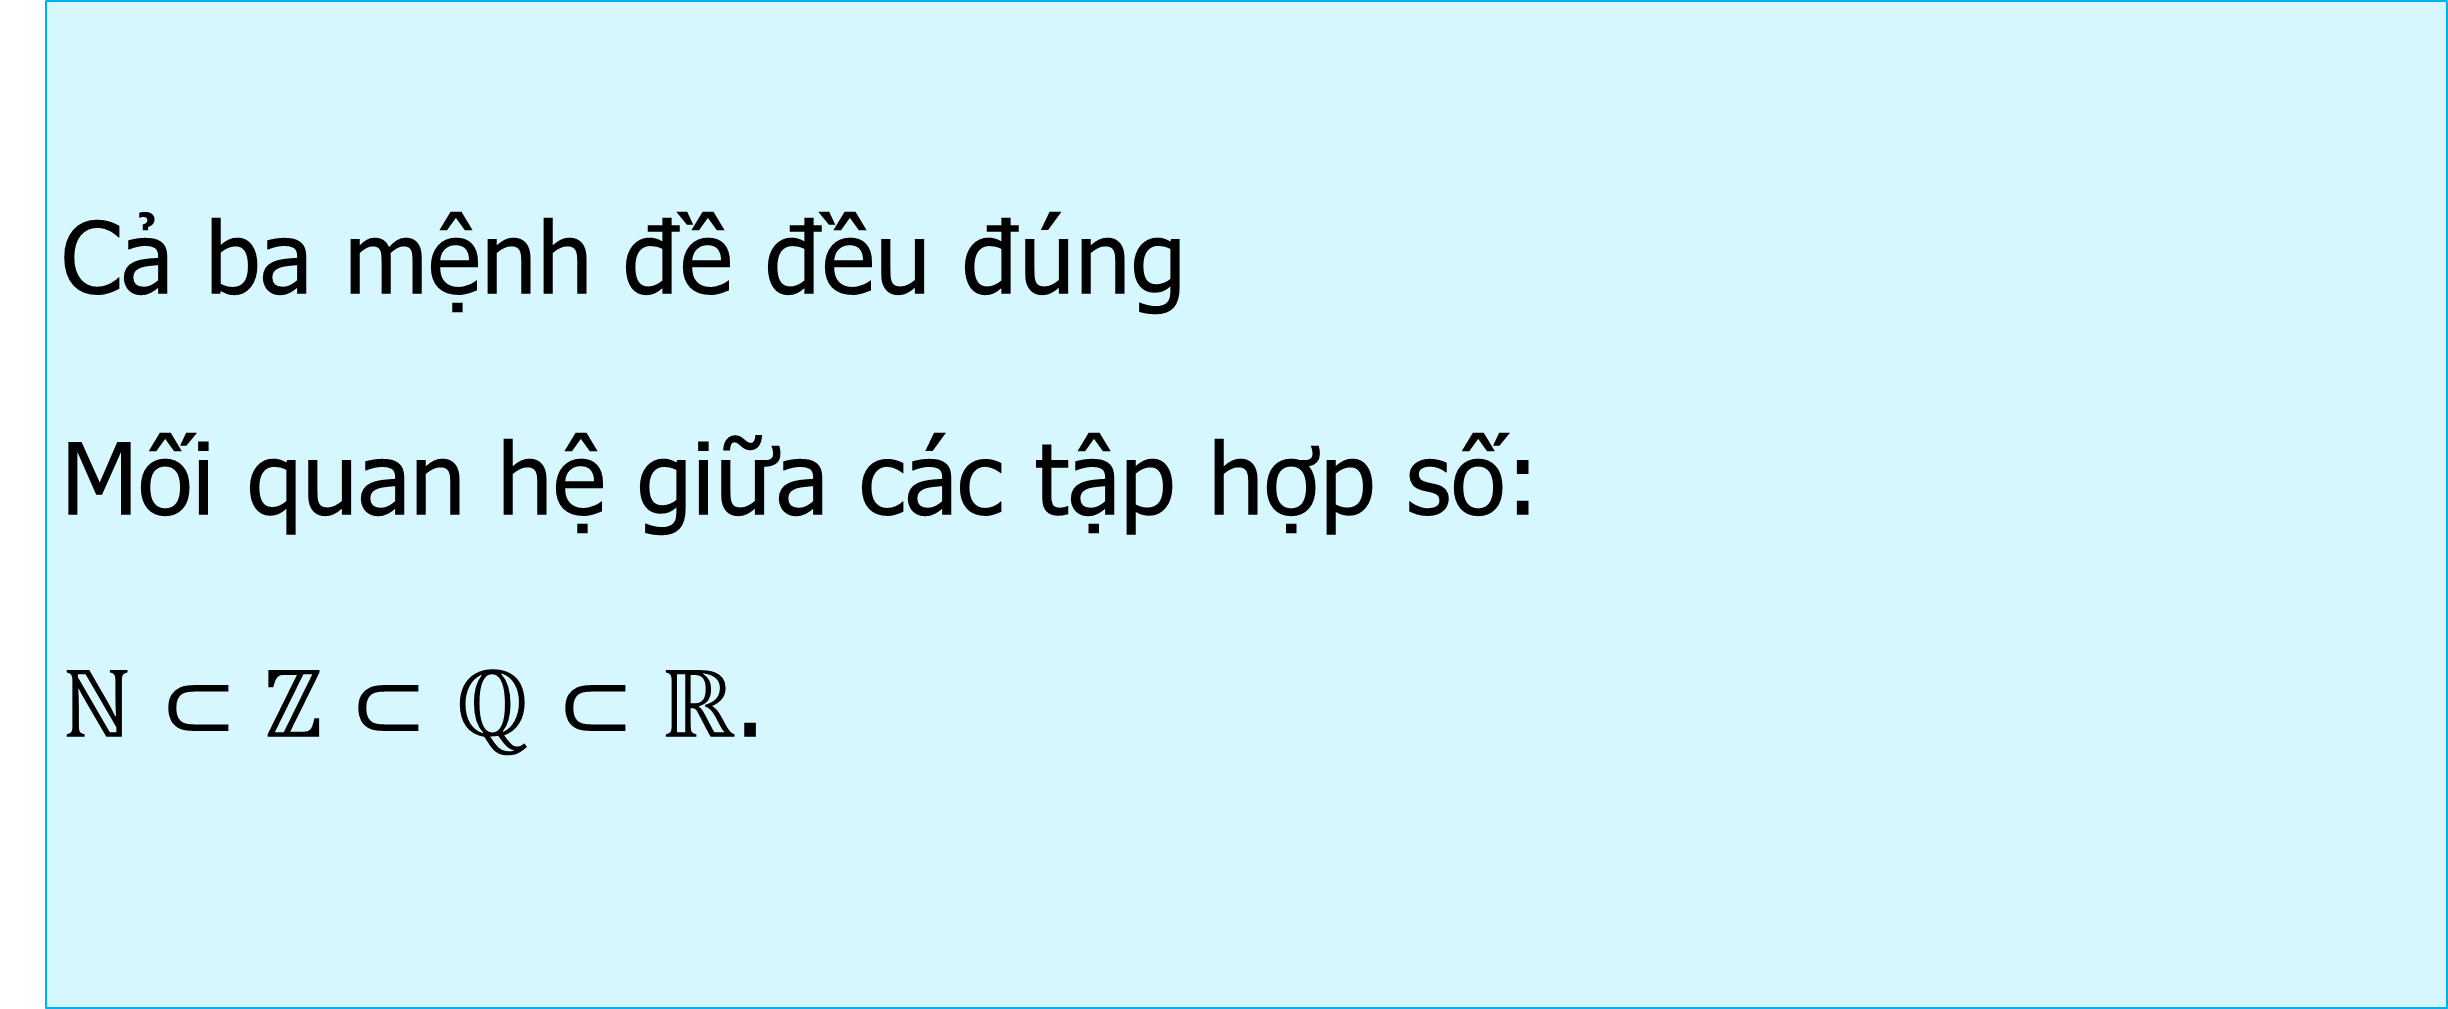 Cả ba mệnh đề đều đúng
Mối quan hệ giữa các tập hợp số:
ℕ ⊂ ℤ ⊂ ℚ ⊂ ℝ.